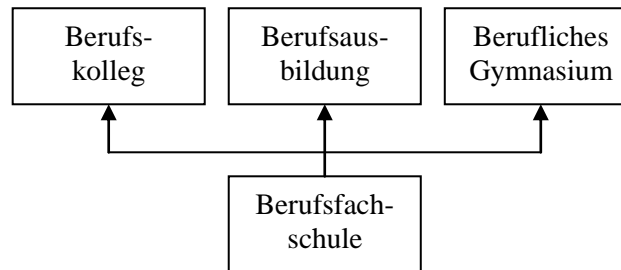 Berufs-
kolleg
Berufsaus-
bildung
Berufliches
Gymnasium
Berufsfach-
schule